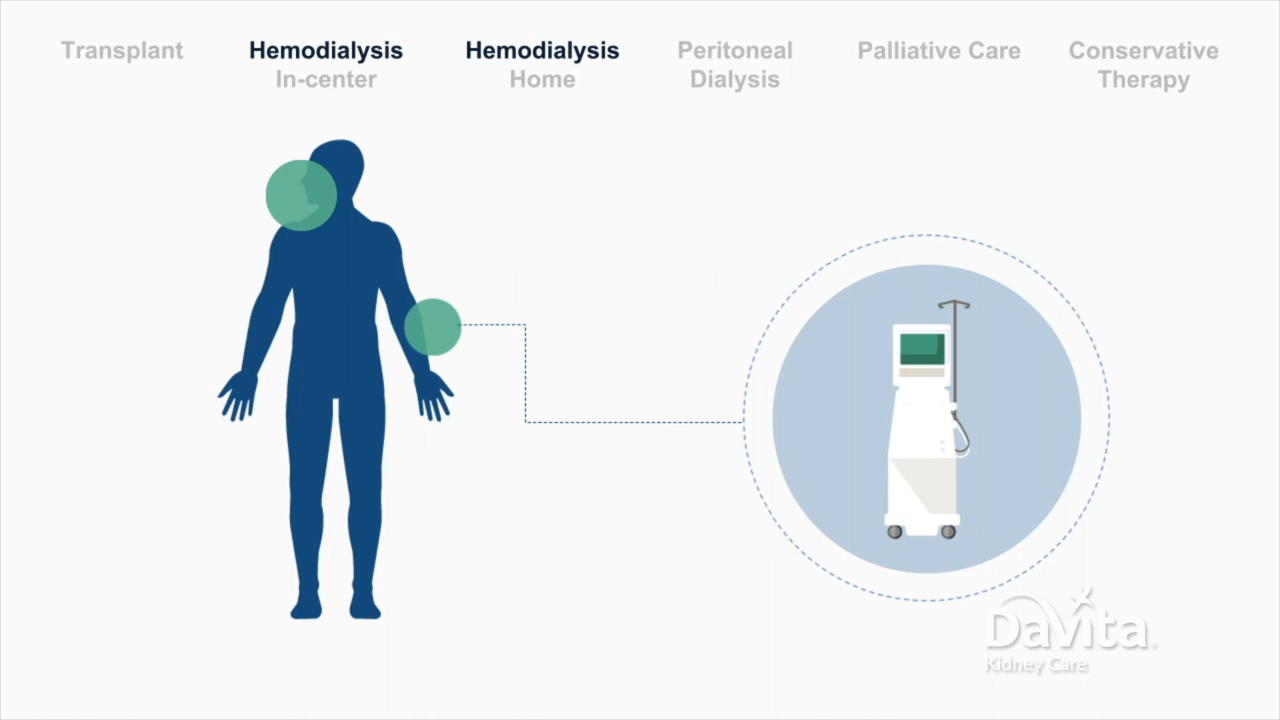 Transplant
Hemodialysis
In-center
Hemodialysis
Home
Peritoneal
Dialysis
Palliative Care
Conservative
Therapy
DaVita
Kidney Care